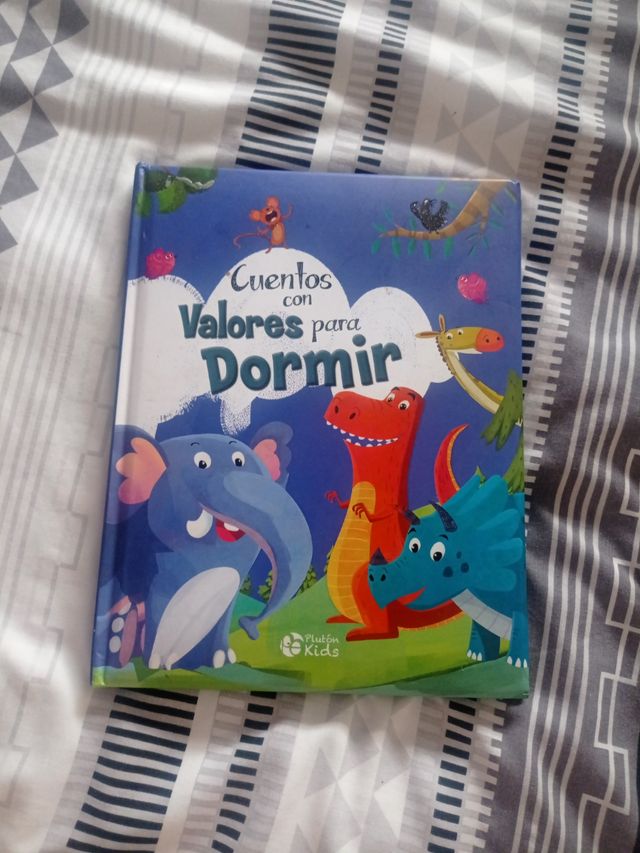 Cuentos
con
Valores para
Dormir
Plutón
Kids